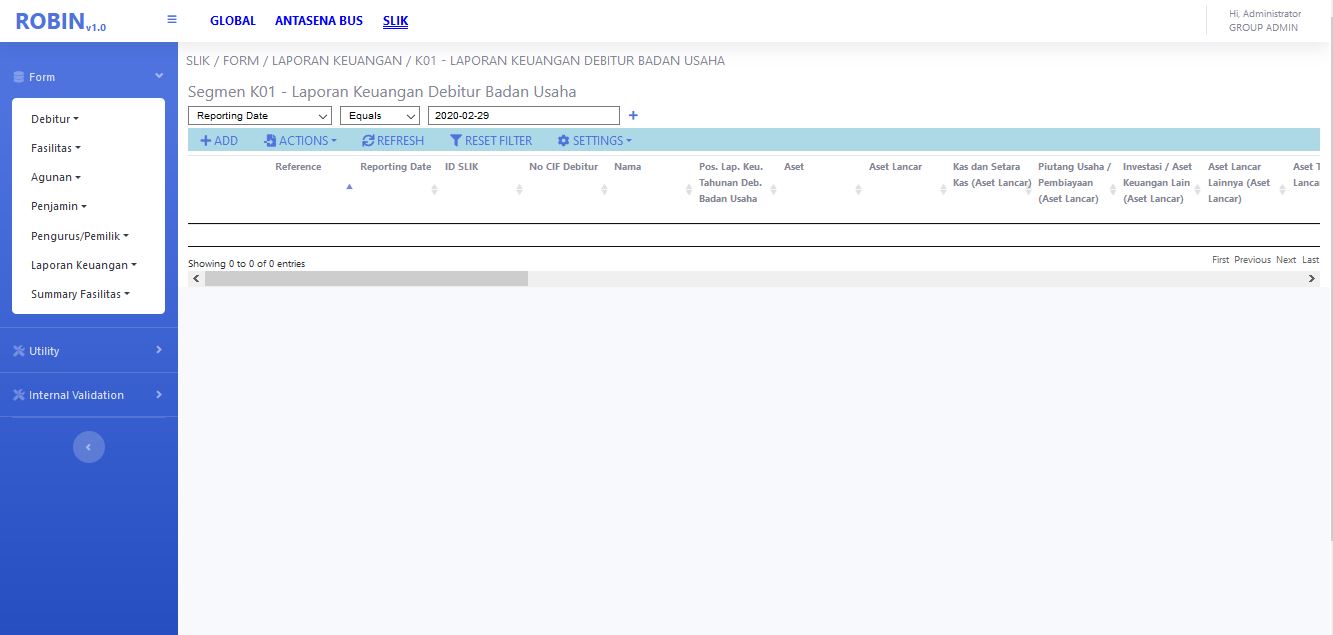 ROBIN v1.0
GLOBAL ANTASENA BUS SLIK
Hi, Administrator
GROUP ADMIN
Form
Debitur
Fasilitas
Agunan
Penjamin
Pengurus/Pemilik
Laporan Keuangan
Summary Fasilitas
Utility
Internal Validation
SLIK / FORM / LAPORAN KEUANGAN / K01 - LAPORAN KEUANGAN DEBITUR BADAN USAHA
Segmen K01 - Laporan Keuangan Debitur Badan Usaha
Reporting Date Equals 2020-02-29 +
+ ADD ACTIONS REFRESH RESET FILTER SETTINGS
Reference
Reporting Date
ID SLIK
No CIF Debitur
Nama
Pos. Lap. Keu.
Tahunan Deb.
Badan Usaha
Aset
Aset Lancar
Kas dan Setara
Kas (Aset Lancar)
Piutang Usaha /
Pembiayaan
(Aset Lancar)
Investasi / Aset
Keuangan Lain
(Aset Lancar)
Aset Lancar
Lainnya (Aset
Lancar)
Aset T
Lanca
Showing 0 to 0 of 0 entries
First Previous Next Last